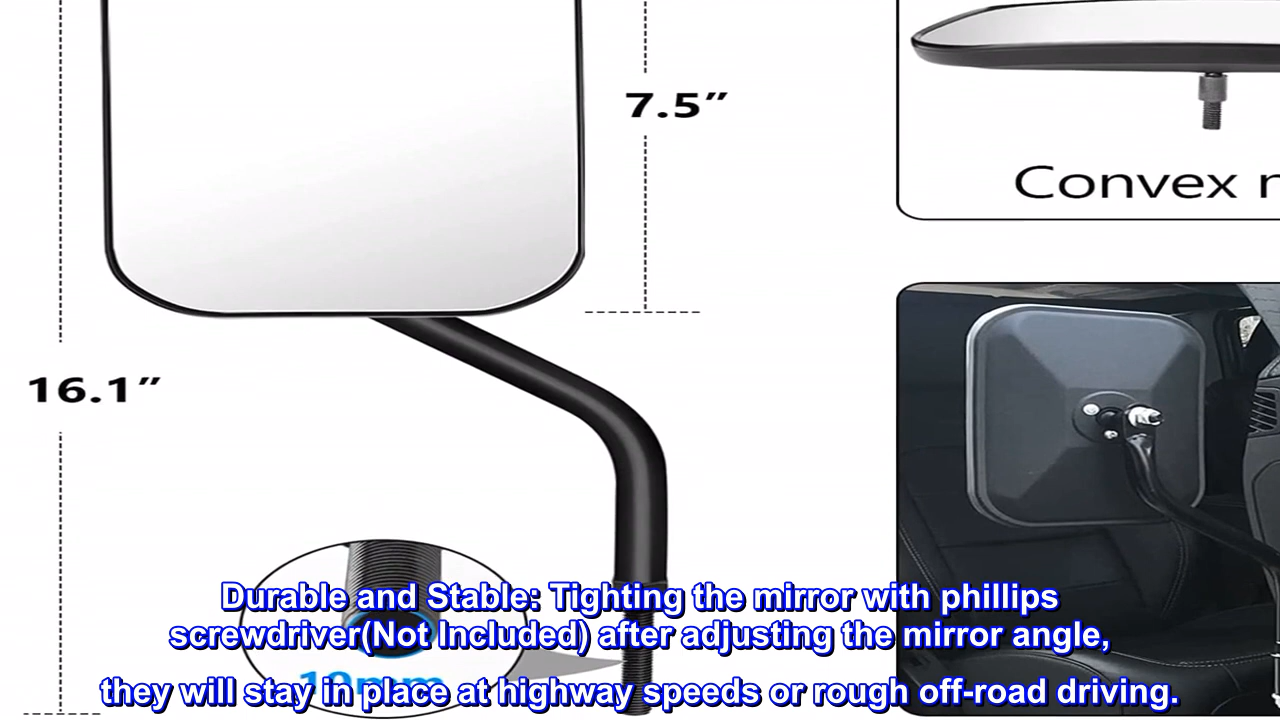 7.5”
Convex
16.1”
Durable and Stable: Tighting the mirror with phillips
screwdriver(Not Included) after adjusting the mirror angle,
they will stay in place at highway speeds or rough off-road driving.